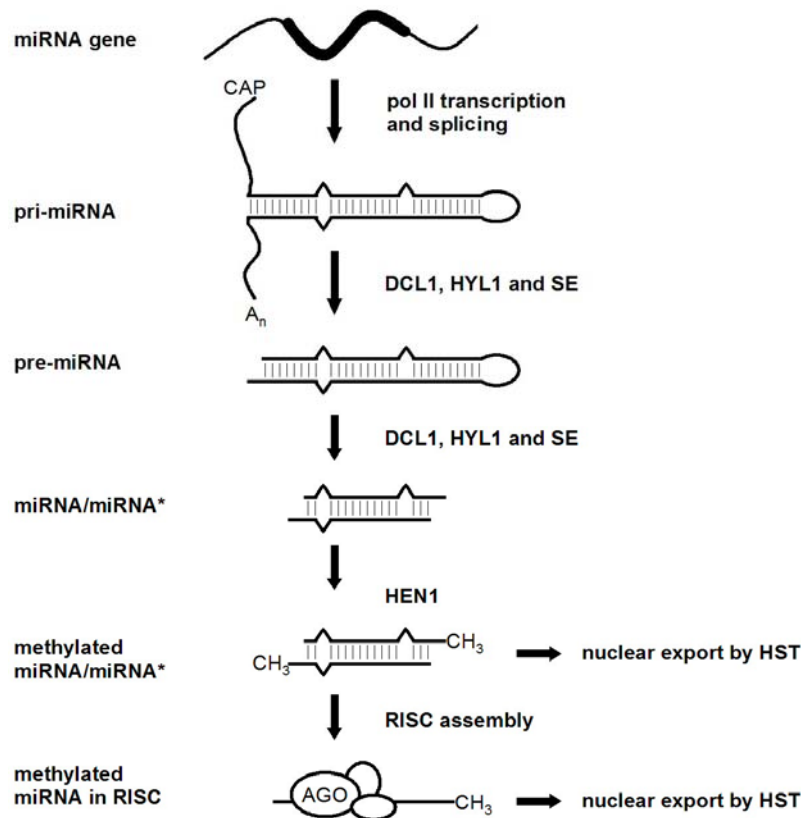 miRNA gene
CAP
pol II transcription
and splicing
pri-miRNA
DCL1, HYL1 and SE
An
pre-miRNA
DCL1, HYL1 and SE
miRNA/miRNA*
HEN1
methylated
miRNA/miRNA*
CH3
CH3
nuclear export by HST
RISC assembly
methylated
miRNA in RISC
AGO
CH3
nuclear export by HST